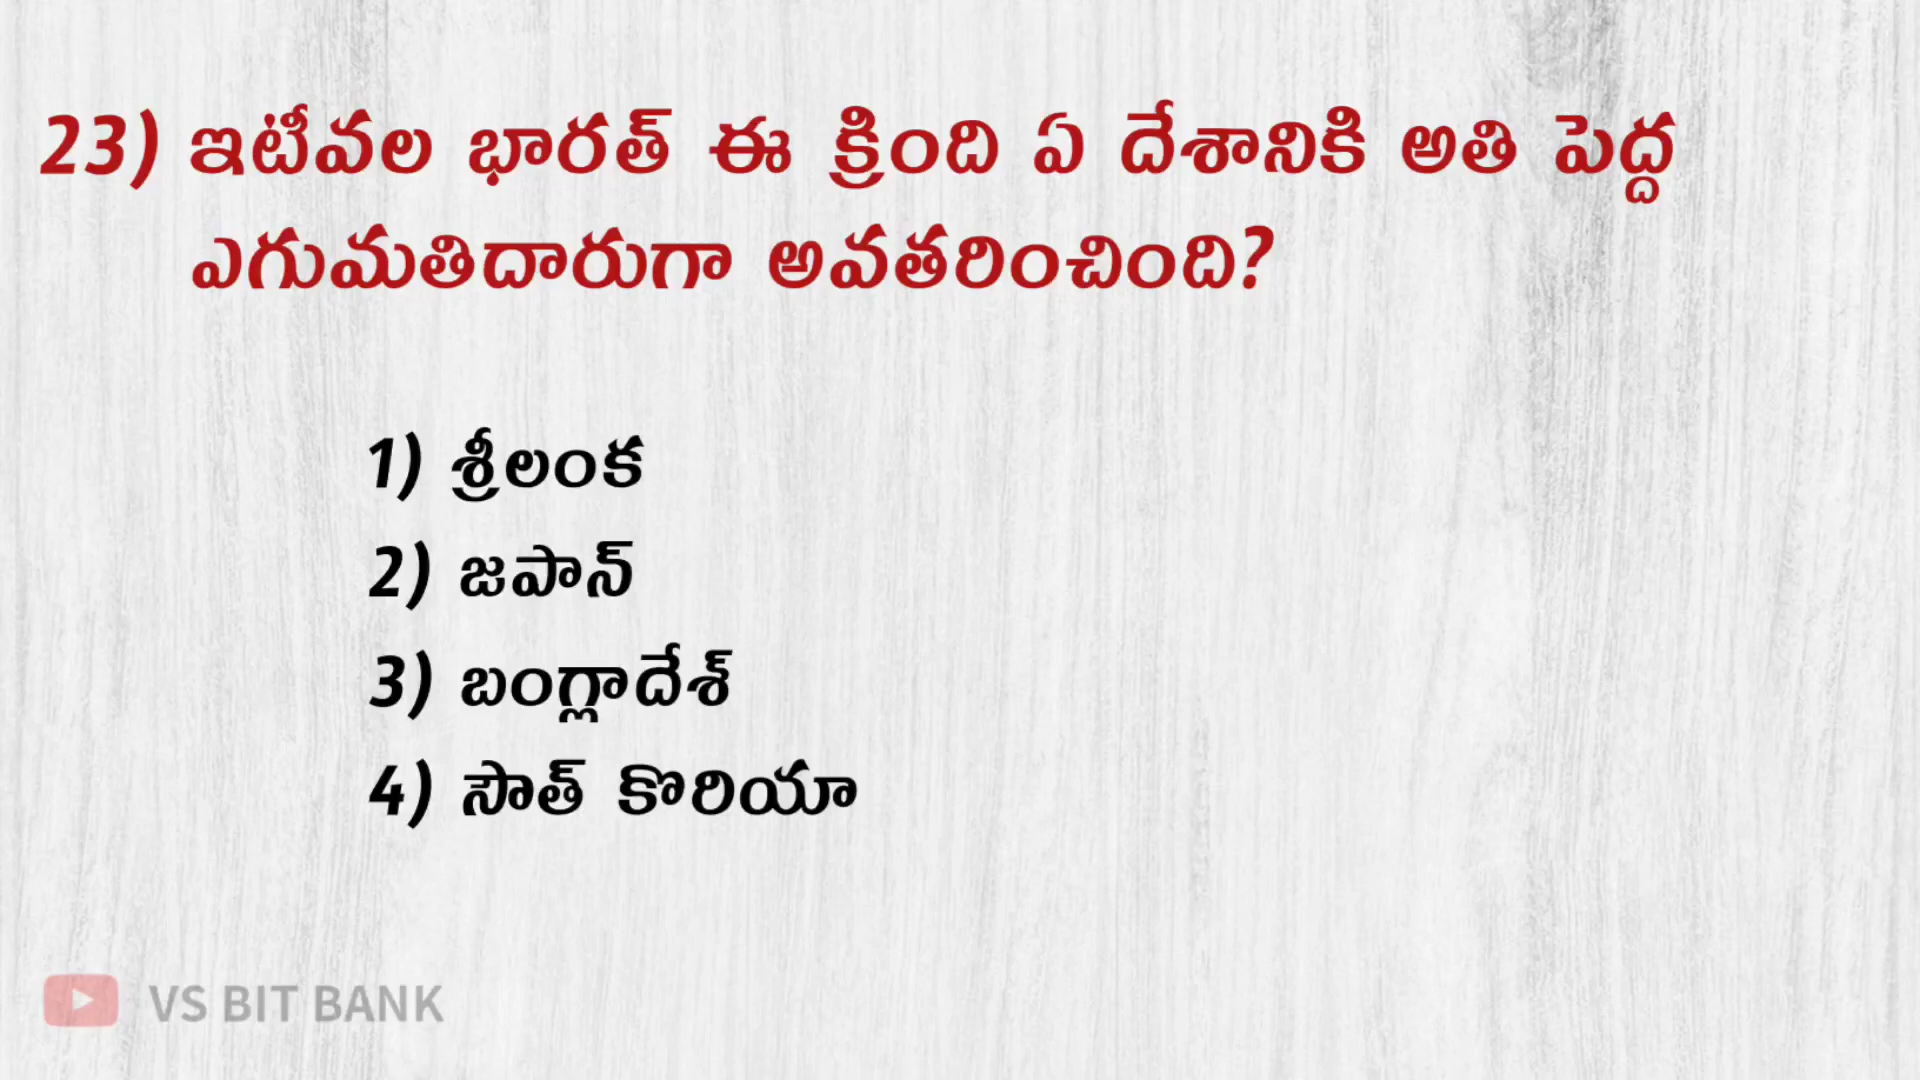 23) ఇటీవల భారత్ ఈ క్రింది ఏ దేశానికి అతి పెద్ద
ఎగుమతిదారుగా అవతరించింది?
1) శ్రీలంక
2) జపాన్
3) బంగ్లాదేశ్
4) సౌత్ కొరియా
VS BIT BANK